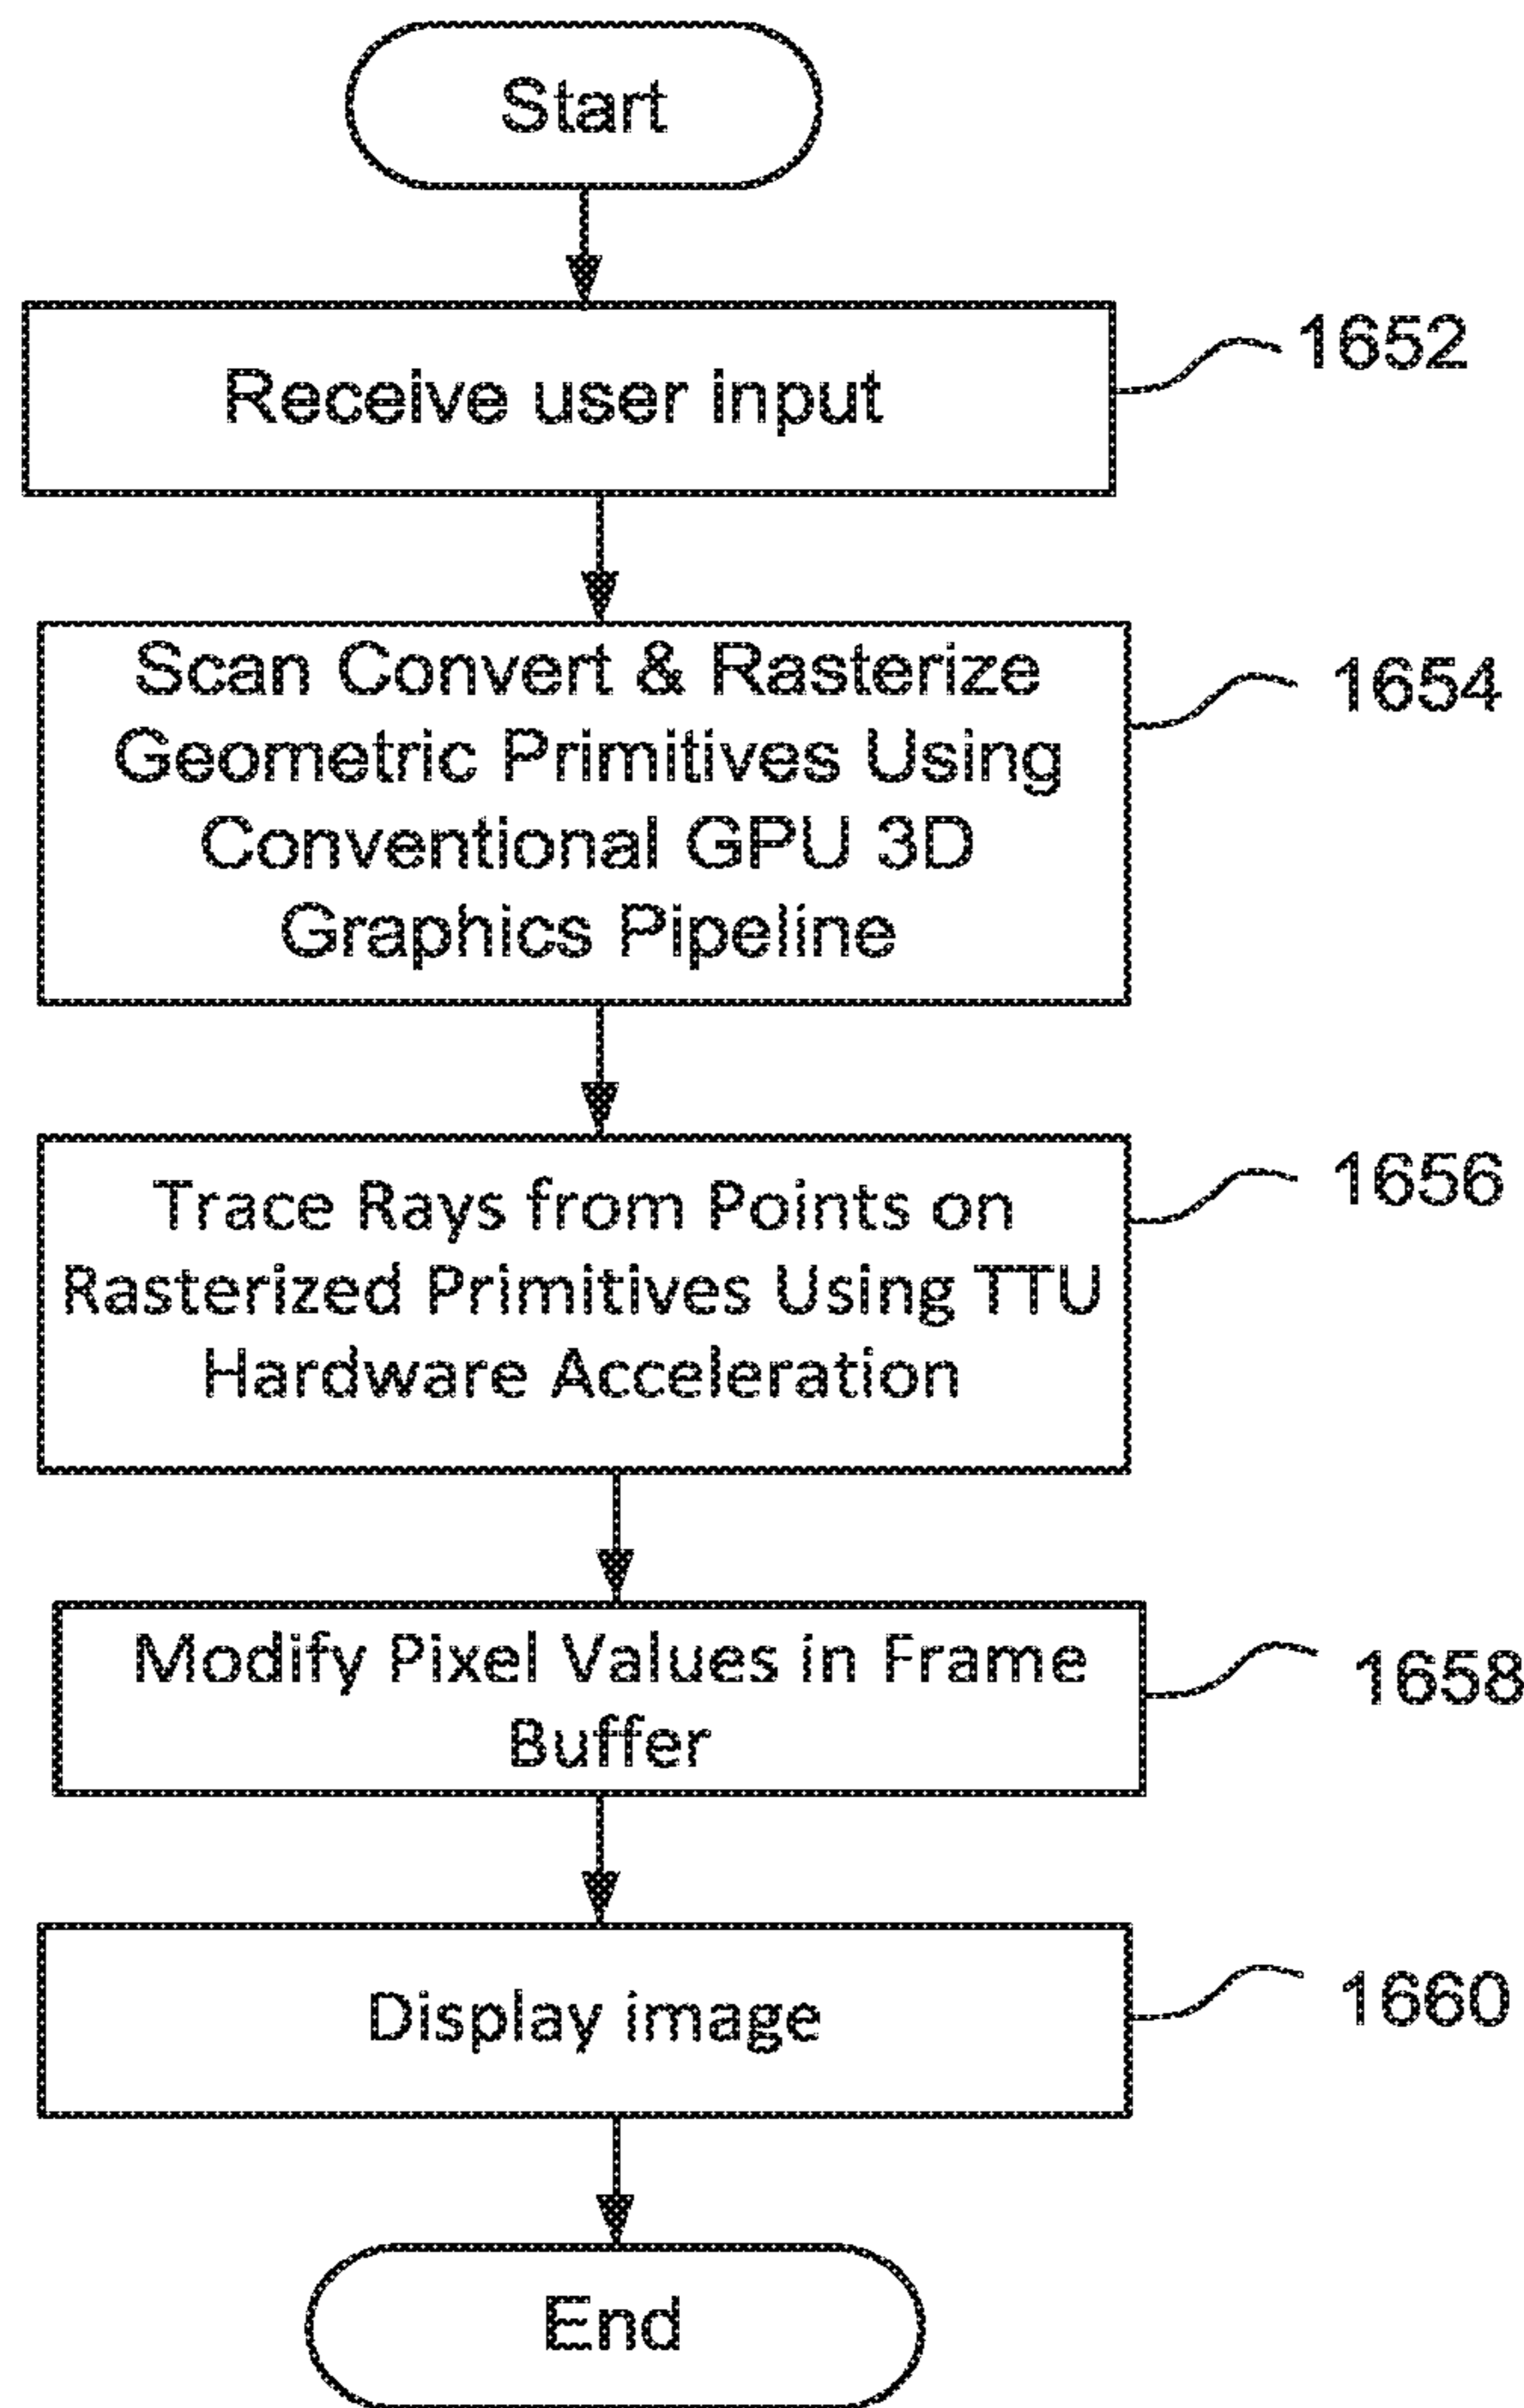 Start
Receive user input
1652
Scan Convert & Rasterize
Geometric Primitives Using
Conventional GPU 3D
Graphics Pipeline
1654
Trace Rays from Points on
Rasterized Primitives Using TTU
Hardware Acceleration
1656
Modify Pixel Values in Frame
Buffer
1658
Display image
1660
End